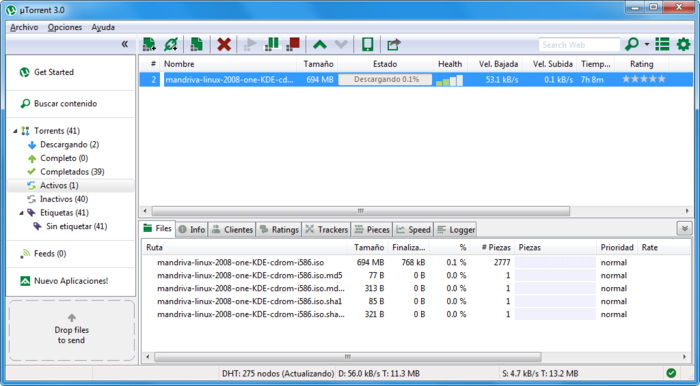 µTorrent 3.0
Archivo Opciones Ayuda
«
Search Web
Get Started
Buscar contenido
Torrents (41)
Descargando (2)
Completo (0)
Completados (39)
Activos (1)
Inactivos (40)
Etiquetas (41)
Sin etiquetar (41)
Feeds (0)
Nuevo Aplicaciones!
Drop files
to send
# Nombre Tamaño Estado Health Vel. Bajada Vel. Subida Tiemp... Rating
2 mandriva-linux-2008-one-KDE-cd... 694 MB Descargando 0.1% 53.1 kB/s 0.1 kB/s 7h 8m
Files Info Clientes Ratings Trackers Pieces Speed Logger
Ruta Tamaño Finaliza... % # Piezas Piezas Prioridad Rate
mandriva-linux-2008-one-KDE-cdrom-i586.iso 694 MB 768 kB 0.1 % 2777 normal
mandriva-linux-2008-one-KDE-cdrom-i586.iso.md5 77 B 0 B 0.0 % 1 normal
mandriva-linux-2008-one-KDE-cdrom-i586.iso.md... 313 B 0 B 0.0 % 1 normal
mandriva-linux-2008-one-KDE-cdrom-i586.iso.sha1 85 B 0 B 0.0 % 1 normal
mandriva-linux-2008-one-KDE-cdrom-i586.iso.sha... 321 B 0 B 0.0 % 1 normal
DHT: 275 nodos (Actualizando) D: 56.0 kB/s T: 11.3 MB S: 4.7 kB/s T: 13.2 MB